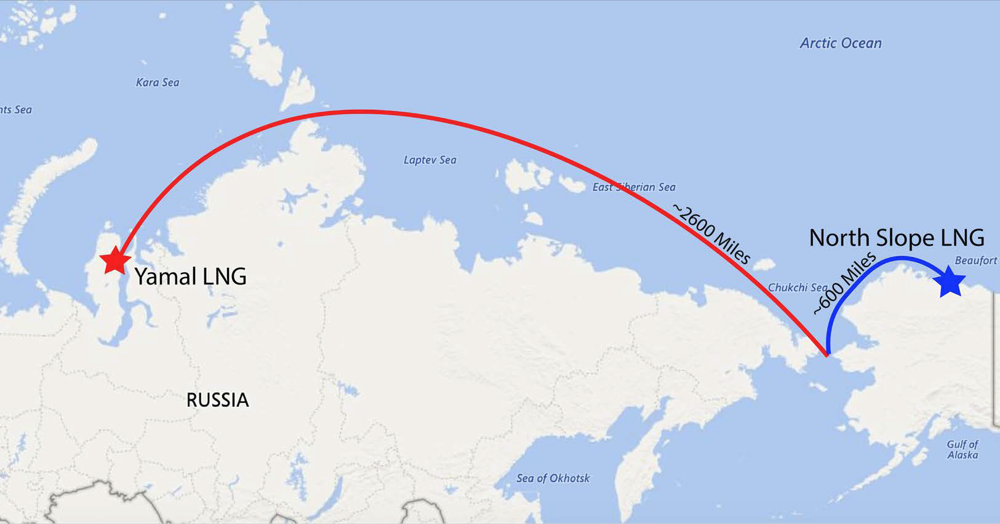 Arctic Ocean
Kara Sea
nts Sea
Laptev Sea
East Siberian Sea
~2600 Miles
North Slope LNG
~600 Miles
Beaufort
Yamal LNG
Chukchi Sea
RUSSIA
Gulf of
Alaska
Sea of Okhotsk